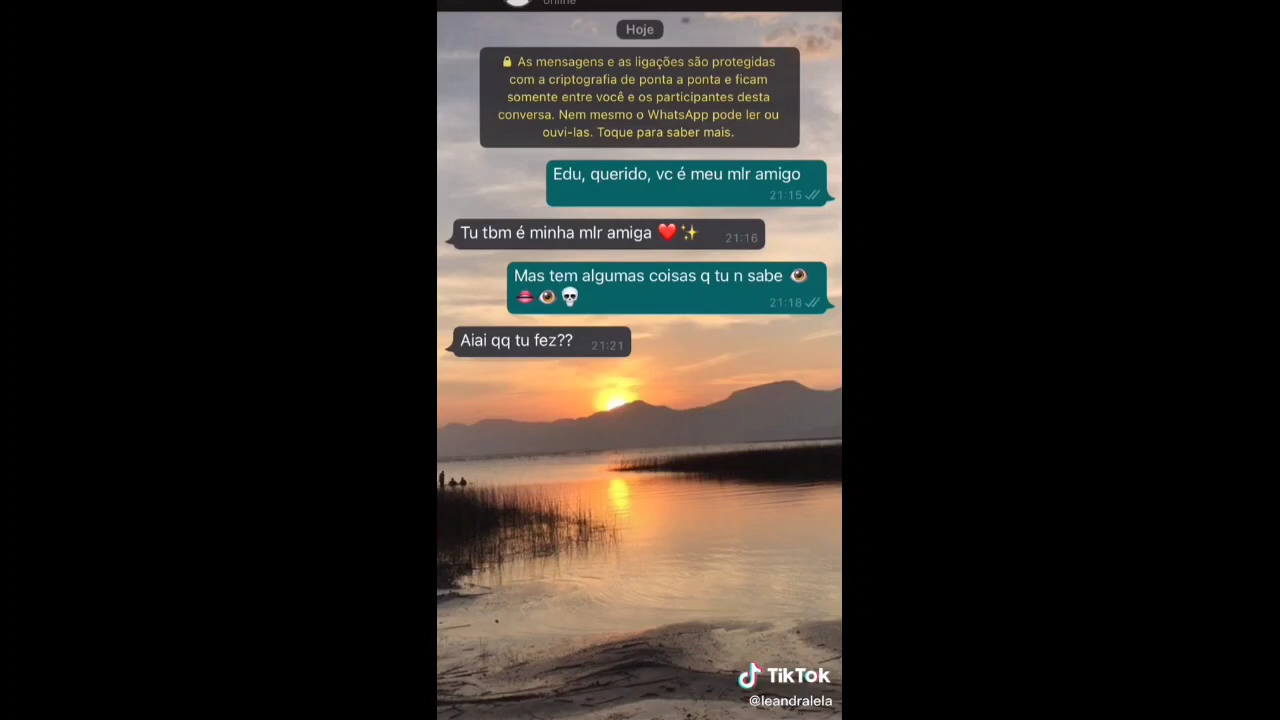 online
Hoje
🔒 As mensagens e as ligações são protegidas
com a criptografia de ponta a ponta e ficam
somente entre você e os participantes desta
conversa. Nem mesmo o WhatsApp pode ler ou
ouvi-las. Toque para saber mais.
Edu, querido, vc é meu mlr amigo
21:15
Tu tbm é minha mlr amiga ❤️✨
21:16
Mas tem algumas coisas q tu n sabe 👁️
👄👁️💀
21:18
Aiai qq tu fez??
21:21
TikTok
@leandralela